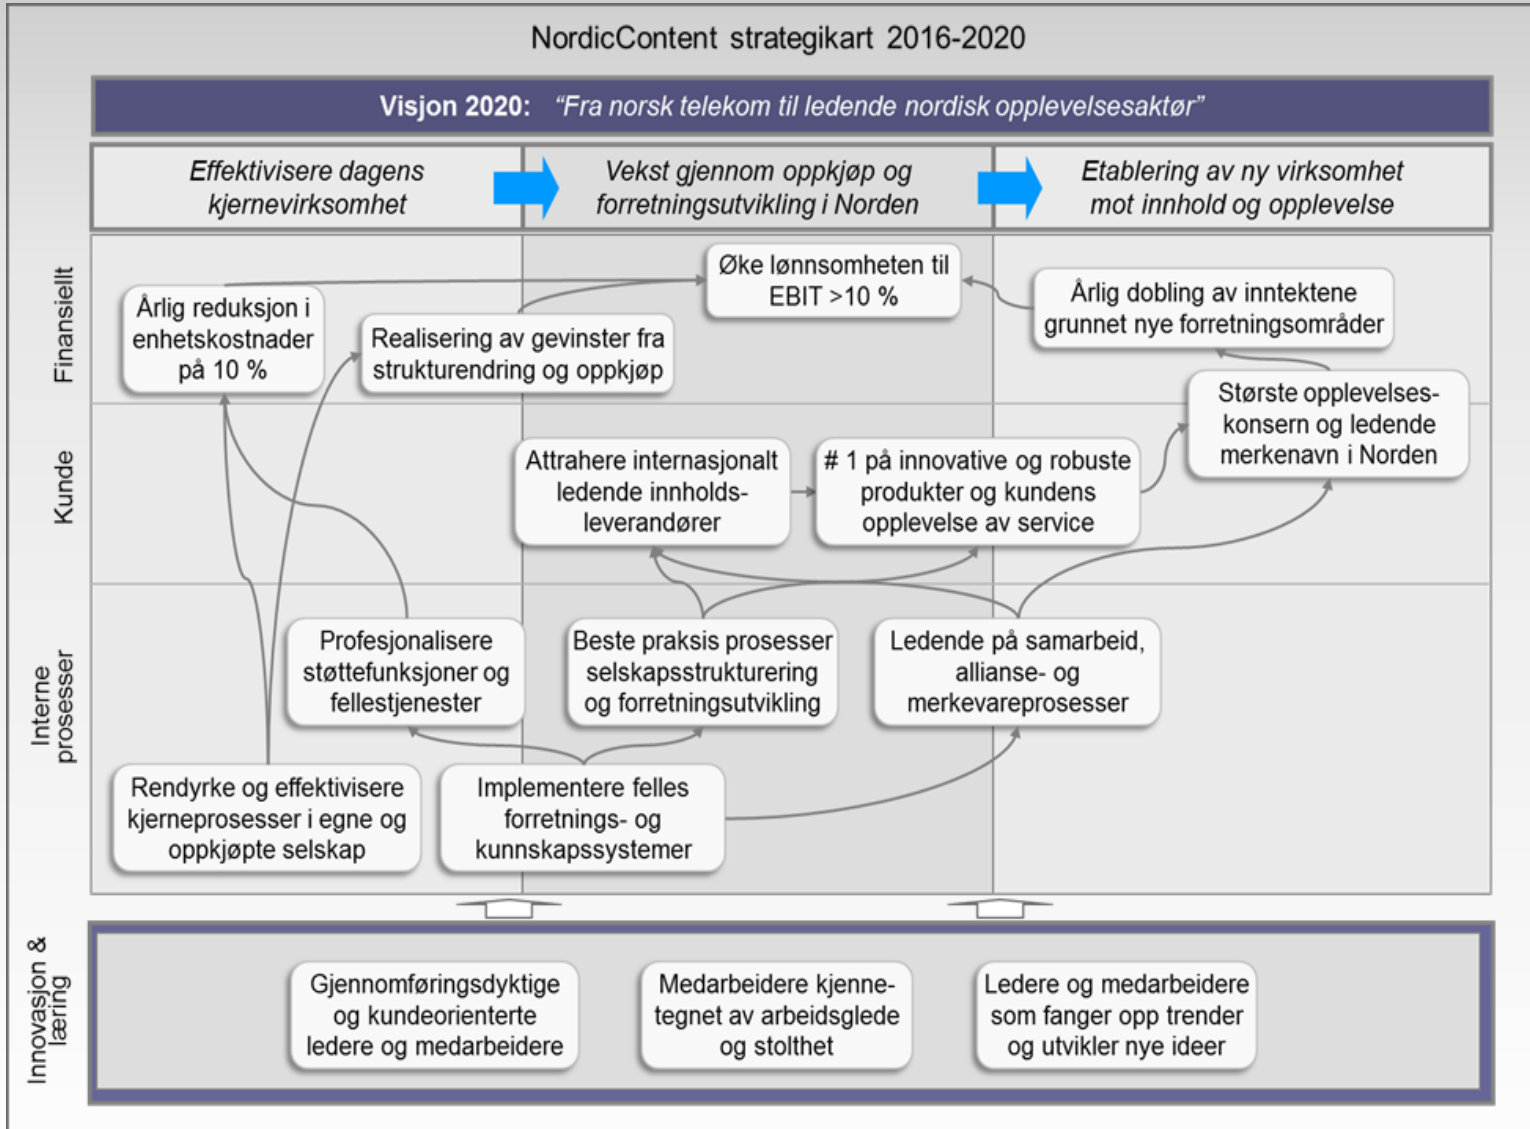 NordicContent strategikart 2016-2020
Visjon 2020: “Fra norsk telekom til ledende nordisk opplevelsesaktør”
Effektivisere dagens
kjernevirksomhet
Vekst gjennom oppkjøp og
forretningsutvikling i Norden
Etablering av ny virksomhet
mot innhold og opplevelse
Finansiellt
Årlig reduksjon i
enhetskostnader
på 10 %
Realisering av gevinster fra
strukturendring og oppkjøp
Øke lønnsomheten til
EBIT >10 %
Årlig dobling av inntektene
grunnet nye forretningsområder
Største opplevelses-
konsern og ledende
merkenavn i Norden
Kunde
Attrahere internasjonalt
ledende innholds-
leverandører
# 1 på innovative og robuste
produkter og kundens
opplevelse av service
Interne
prosesser
Profesjonalisere
støttefunksjoner og
fellestjenester
Beste praksis prosesser
selskapsstrukturering
og forretningsutvikling
Ledende på samarbeid,
allianse- og
merkevareprosesser
Rendyrke og effektivisere
kjerneprosesser i egne og
oppkjøpte selskap
Implementere felles
forretnings- og
kunnskapssystemer
Innovasjon &
læring
Gjennomføringsdyktige
og kundeorienterte
ledere og medarbeidere
Medarbeidere kjenne-
tegnet av arbeidsglede
og stolthet
Ledere og medarbeidere
som fanger opp trender
og utvikler nye ideer